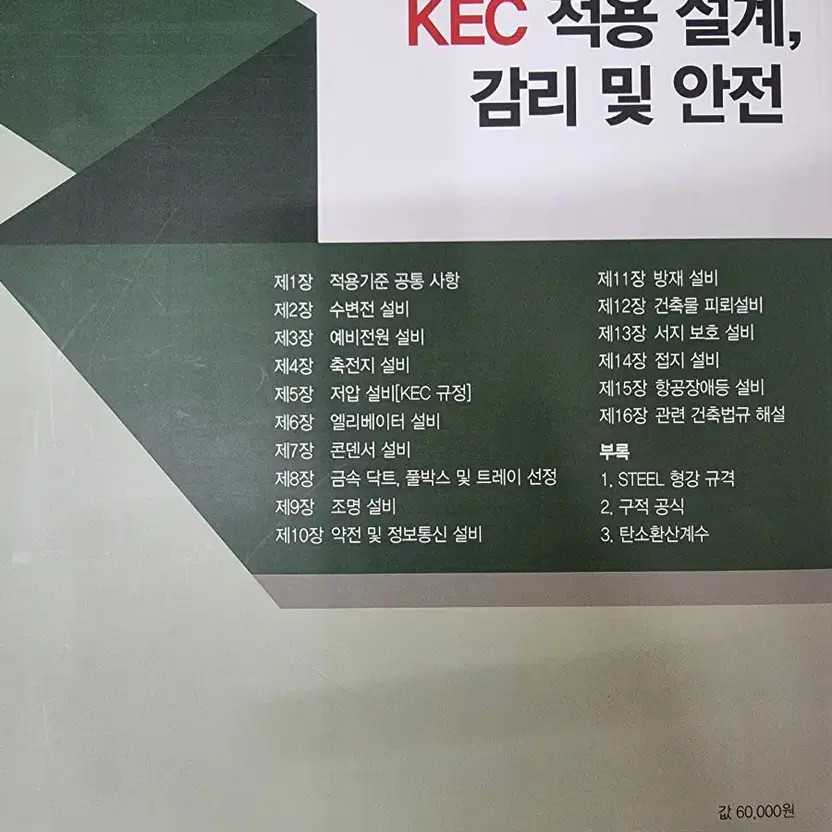 KEC 적용 설계,
감리 및 안전
제1장 적용기준 공통 사항
제2장 수변전 설비
제3장 예비전원 설비
제4장 축전지 설비
제5장 저압 설비[KEC 규정]
제6장 엘리베이터 설비
제7장 콘덴서 설비
제8장 금속 닥트, 풀박스 및 트레이 선정
제9장 조명 설비
제10장 약전 및 정보통신 설비
제11장 방재 설비
제12장 건축물 피뢰설비
제13장 서지 보호 설비
제14장 접지 설비
제15장 항공장애등 설비
제16장 관련 건축법규 해설
부록
1. STEEL 형강 규격
2. 구적 공식
3. 탄소환산계수
값 60,000원